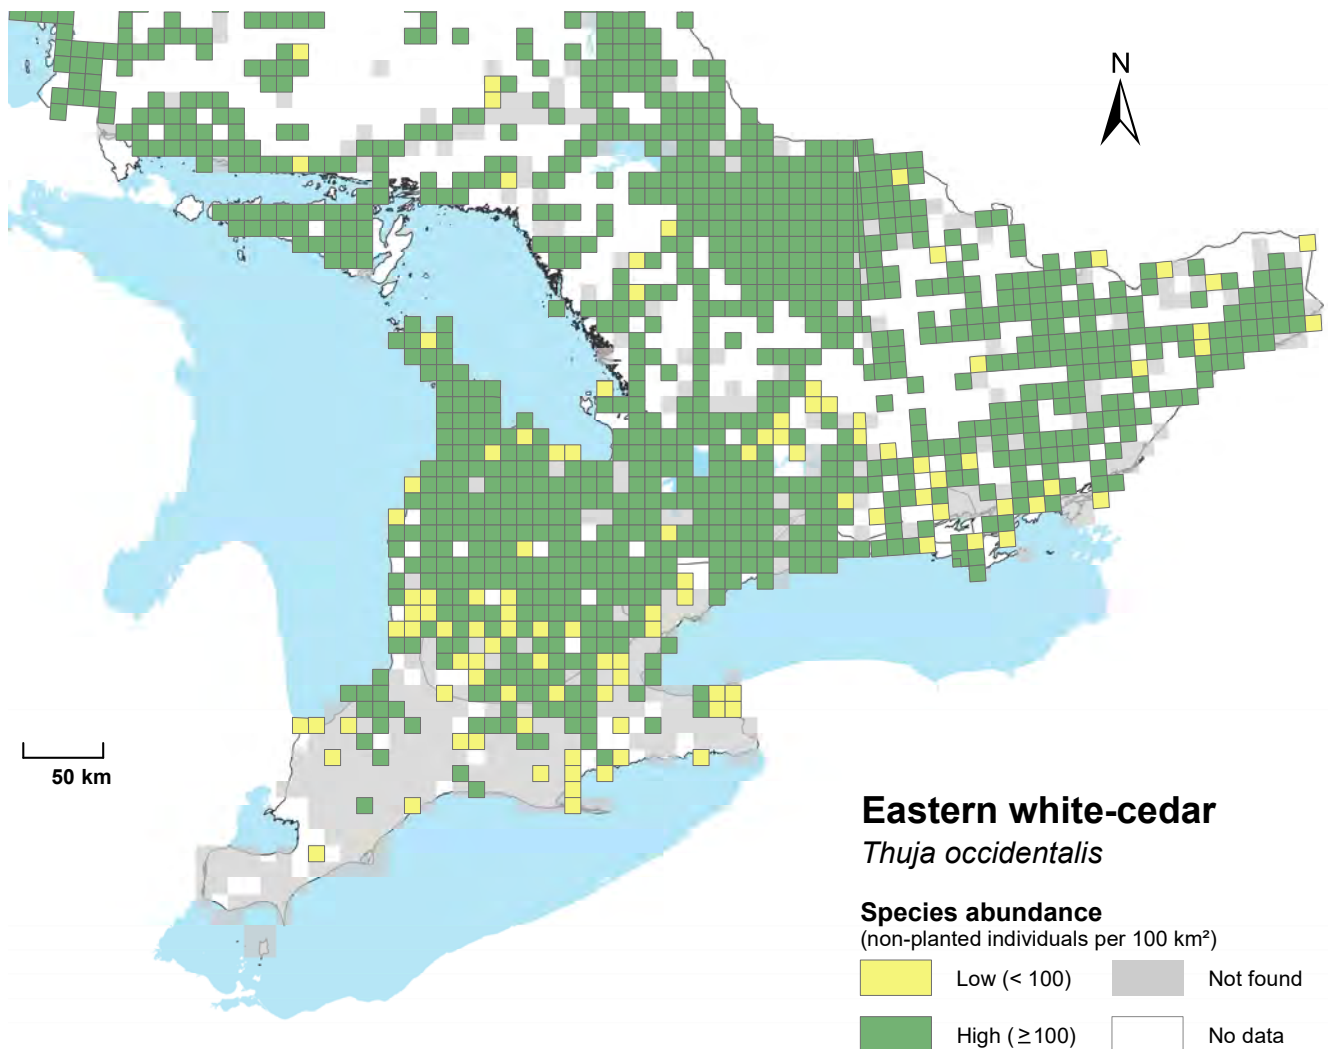 N
50 km
Eastern white-cedar
Thuja occidentalis
Species abundance
(non-planted individuals per 100 km²)
Low (< 100)
Not found
High (≥100)
No data